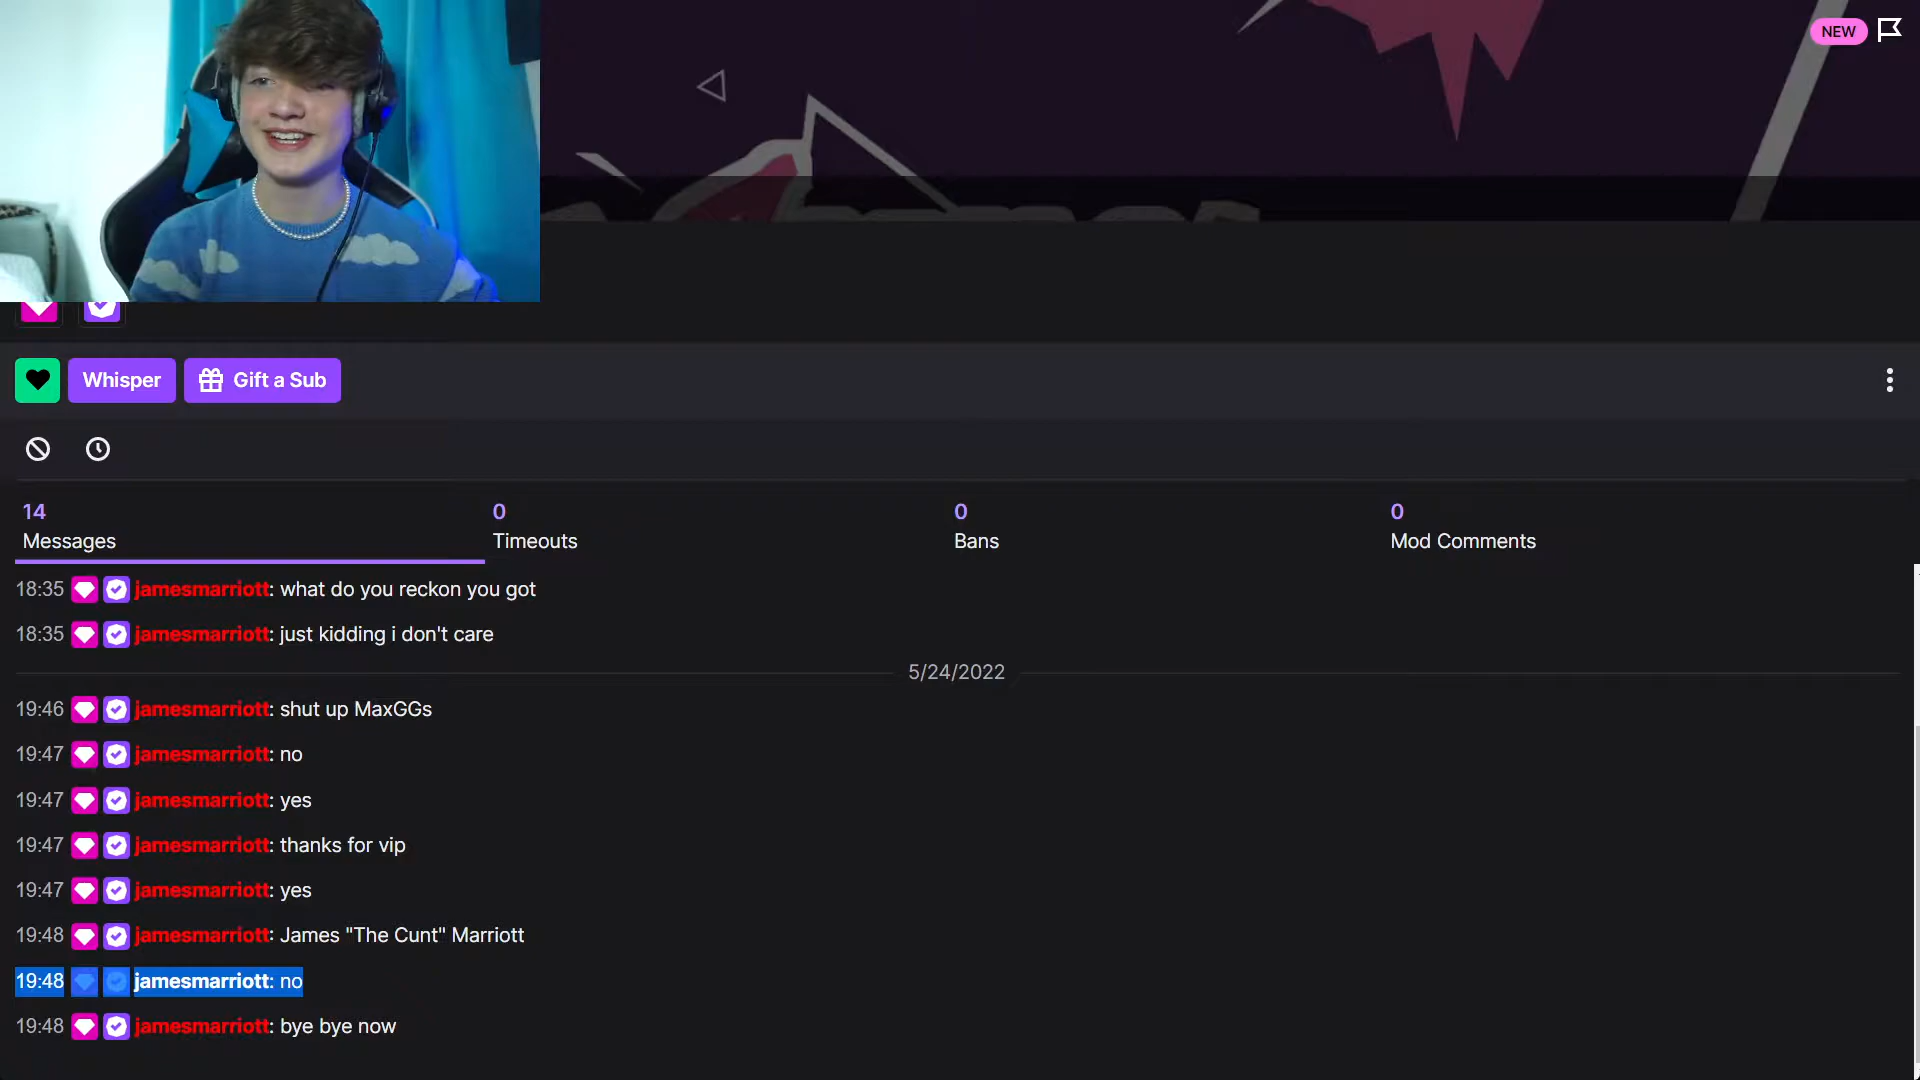 NEW
Whisper
Gift a Sub
14
Messages
0
Timeouts
0
Bans
0
Mod Comments
18:35 jamesmarriott: what do you reckon you got
18:35 jamesmarriott: just kidding i don't care
5/24/2022
19:46 jamesmarriott: shut up MaxGGs
19:47 jamesmarriott: no
19:47 jamesmarriott: yes
19:47 jamesmarriott: thanks for vip
19:47 jamesmarriott: yes
19:48 jamesmarriott: James "The Cunt" Marriott
19:48 jamesmarriott: no
19:48 jamesmarriott: bye bye now